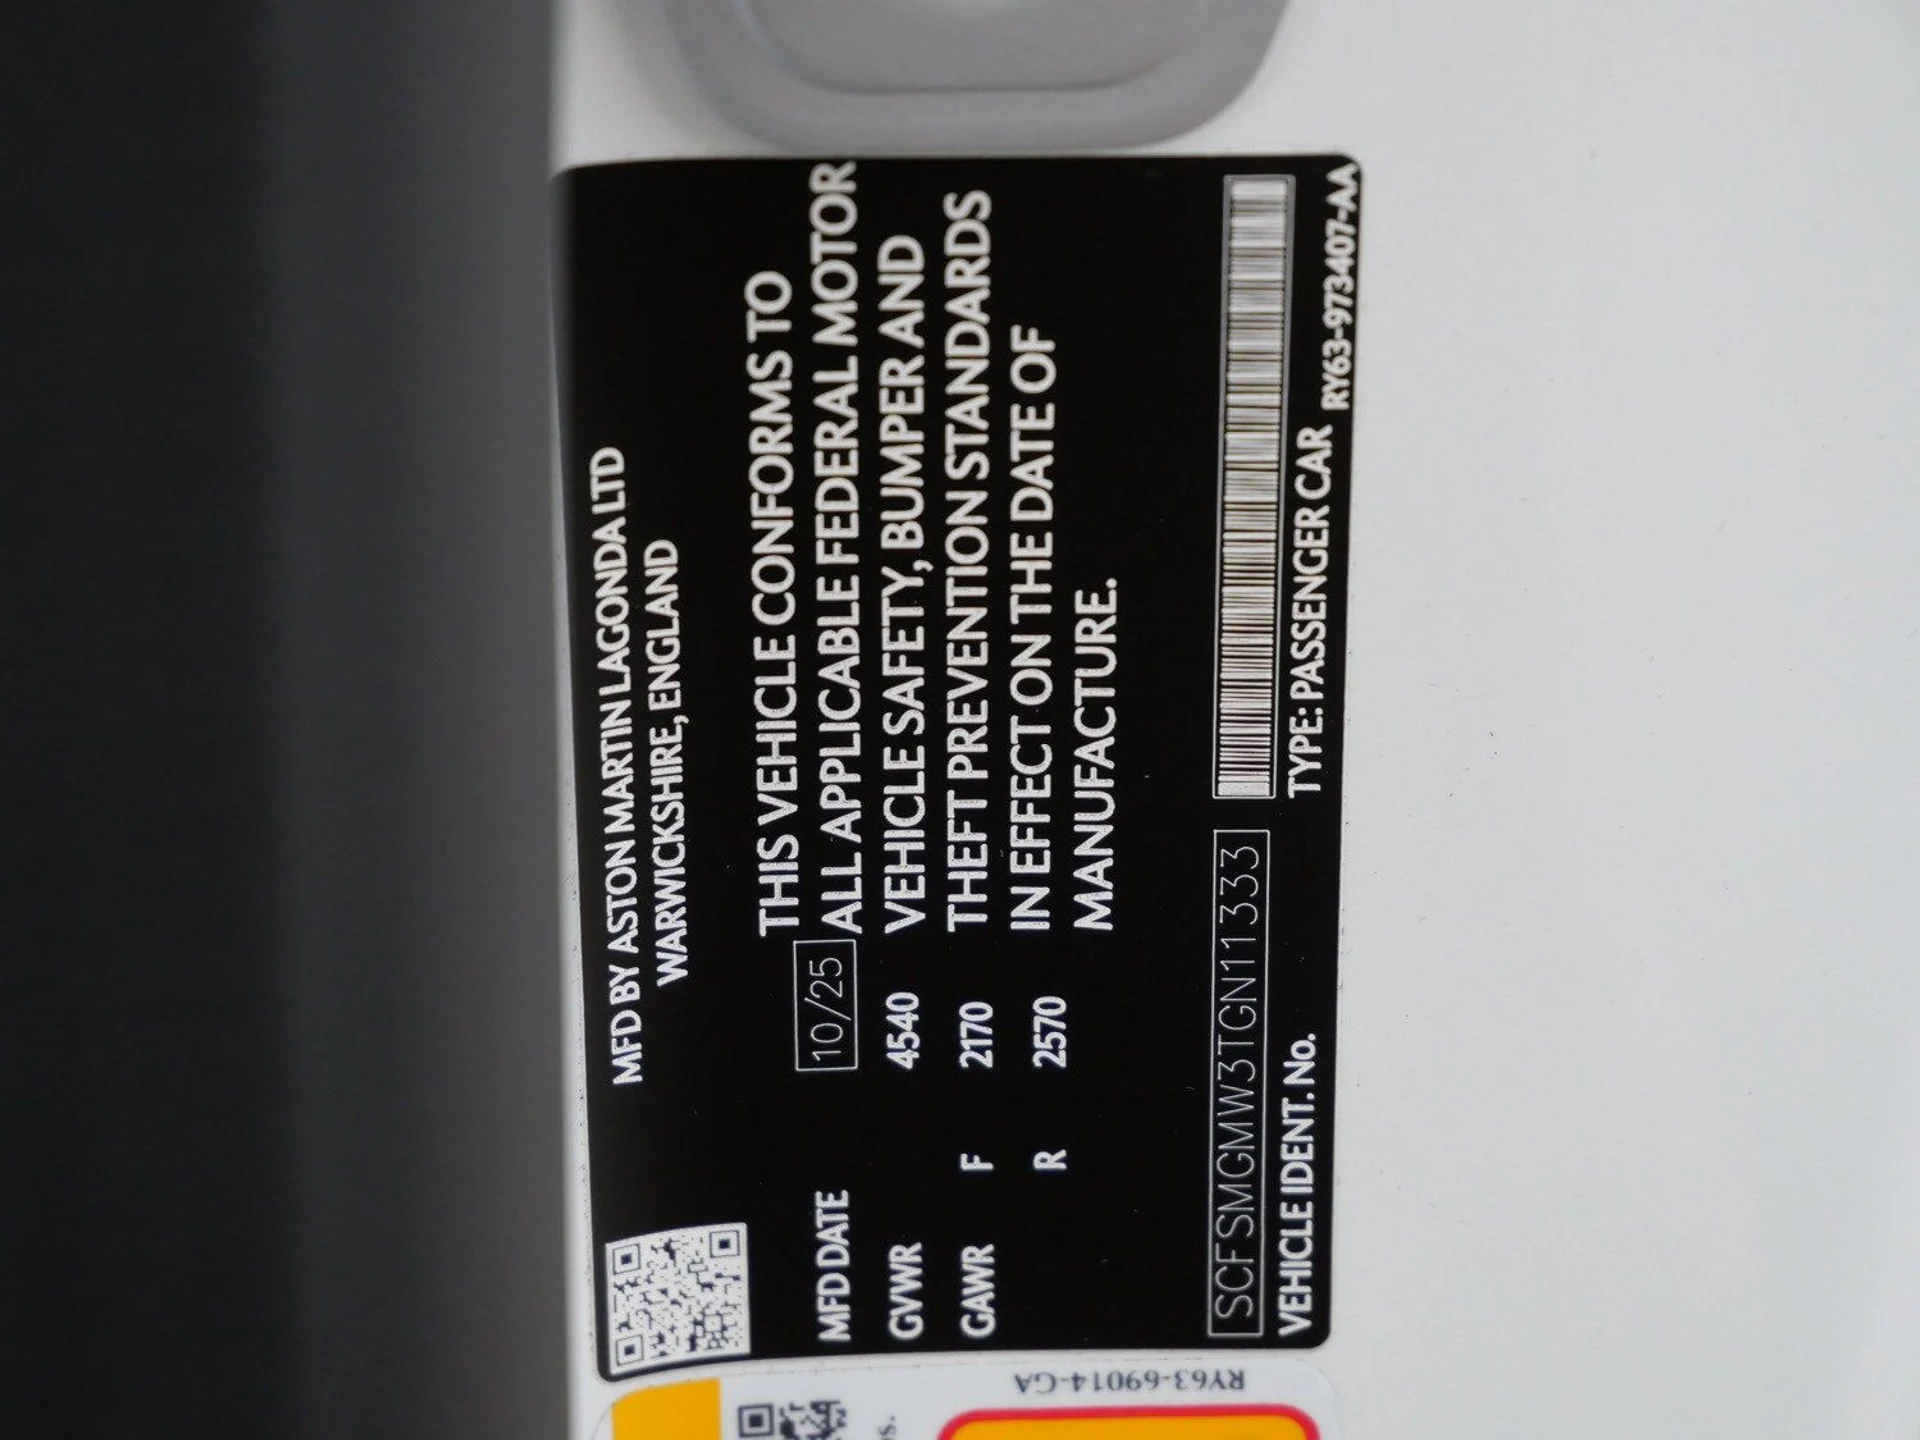 MFD BY ASTON MARTIN LAGONDA LTD
WARWICKSHIRE, ENGLAND
MFD DATE 10/25
GVWR 4540
GAWR F 2170
R 2570
THIS VEHICLE CONFORMS TO
ALL APPLICABLE FEDERAL MOTOR
VEHICLE SAFETY, BUMPER AND
THEFT PREVENTION STANDARDS
IN EFFECT ON THE DATE OF
MANUFACTURE.
SCFSMGMW3TGN11333
VEHICLE IDENT. No.
TYPE: PASSENGER CAR
RY63-973407-AA
RY63-69014-GA